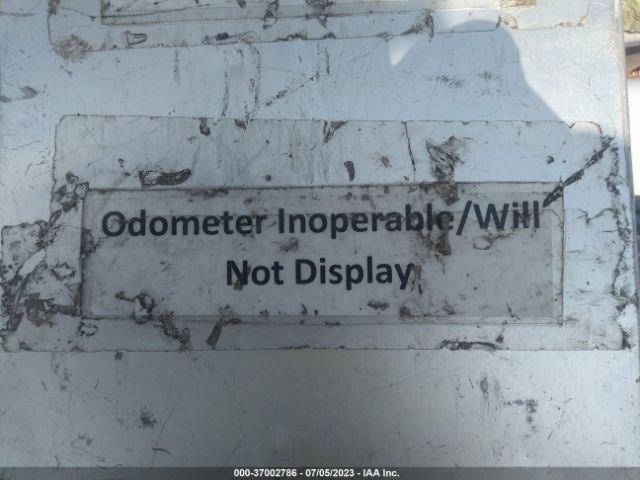 Odometer Inoperable/Will
Not Display
000-37002786 - 07/05/2023 - IAA Inc.